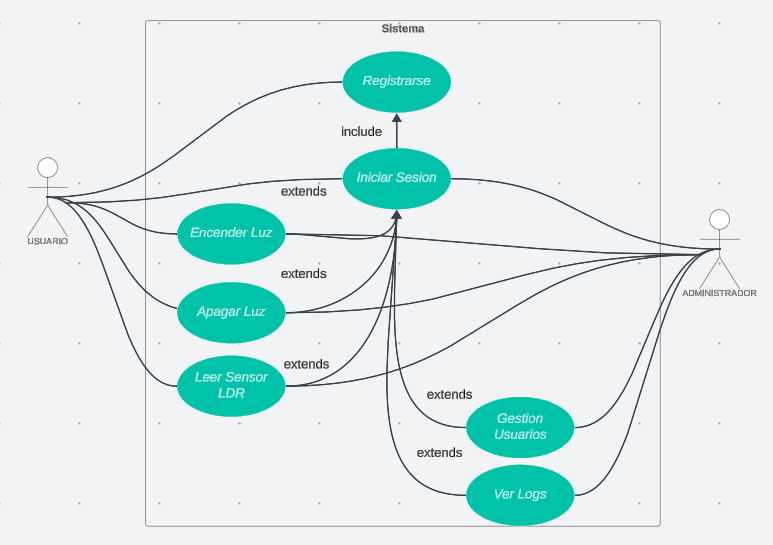 Sistema
Registrarse
include
Iniciar Sesion
extends
Encender Luz
USUARIO
extends
Apagar Luz
ADMINISTRADOR
extends
Leer Sensor
LDR
extends
Gestion
Usuarios
extends
Ver Logs